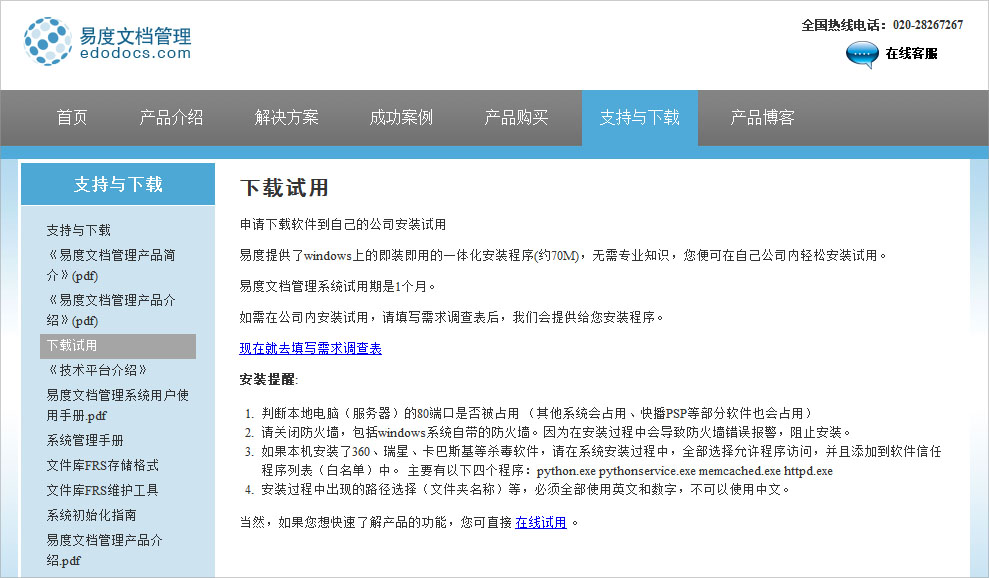 易度文档管理
edodocs.com
全国热线电话：020-28267267
在线客服
首页 产品介绍 解决方案 成功案例 产品购买 支持与下载 产品博客
支持与下载
支持与下载
《易度文档管理产品简
介》(pdf)
《易度文档管理产品介
绍》(pdf)
下载试用
《技术平台介绍》
易度文档管理系统用户使
用手册.pdf
系统管理手册
文件库FRS存储格式
文件库FRS维护工具
系统初始化指南
易度文档管理产品介
绍.pdf
下载试用
申请下载软件到自己的公司安装试用
易度提供了windows上的即装即用的一体化安装程序(约70M)，无需专业知识，您便可在自己公司内轻松安装试用。
易度文档管理系统试用期是1个月。
如需在公司内安装试用，请填写需求调查表后，我们会提供给您安装程序。
现在就去填写需求调查表
安装提醒:
1. 判断本地电脑（服务器）的80端口是否被占用 （其他系统会占用、快播PSP等部分软件也会占用）
2. 请关闭防火墙，包括windows系统自带的防火墙。因为在安装过程中会导致防火墙错误报警，阻止安装。
3. 如果本机安装了360、瑞星、卡巴斯基等杀毒软件，请在系统安装过程中，全部选择允许程序访问，并且添加到软件信任
程序列表（白名单）中。 主要有以下四个程序：python.exe pythonservice.exe memcached.exe httpd.exe
4. 安装过程中出现的路径选择（文件夹名称）等，必须全部使用英文和数字，不可以使用中文。
当然，如果您想快速了解产品的功能，您可直接 在线试用 。